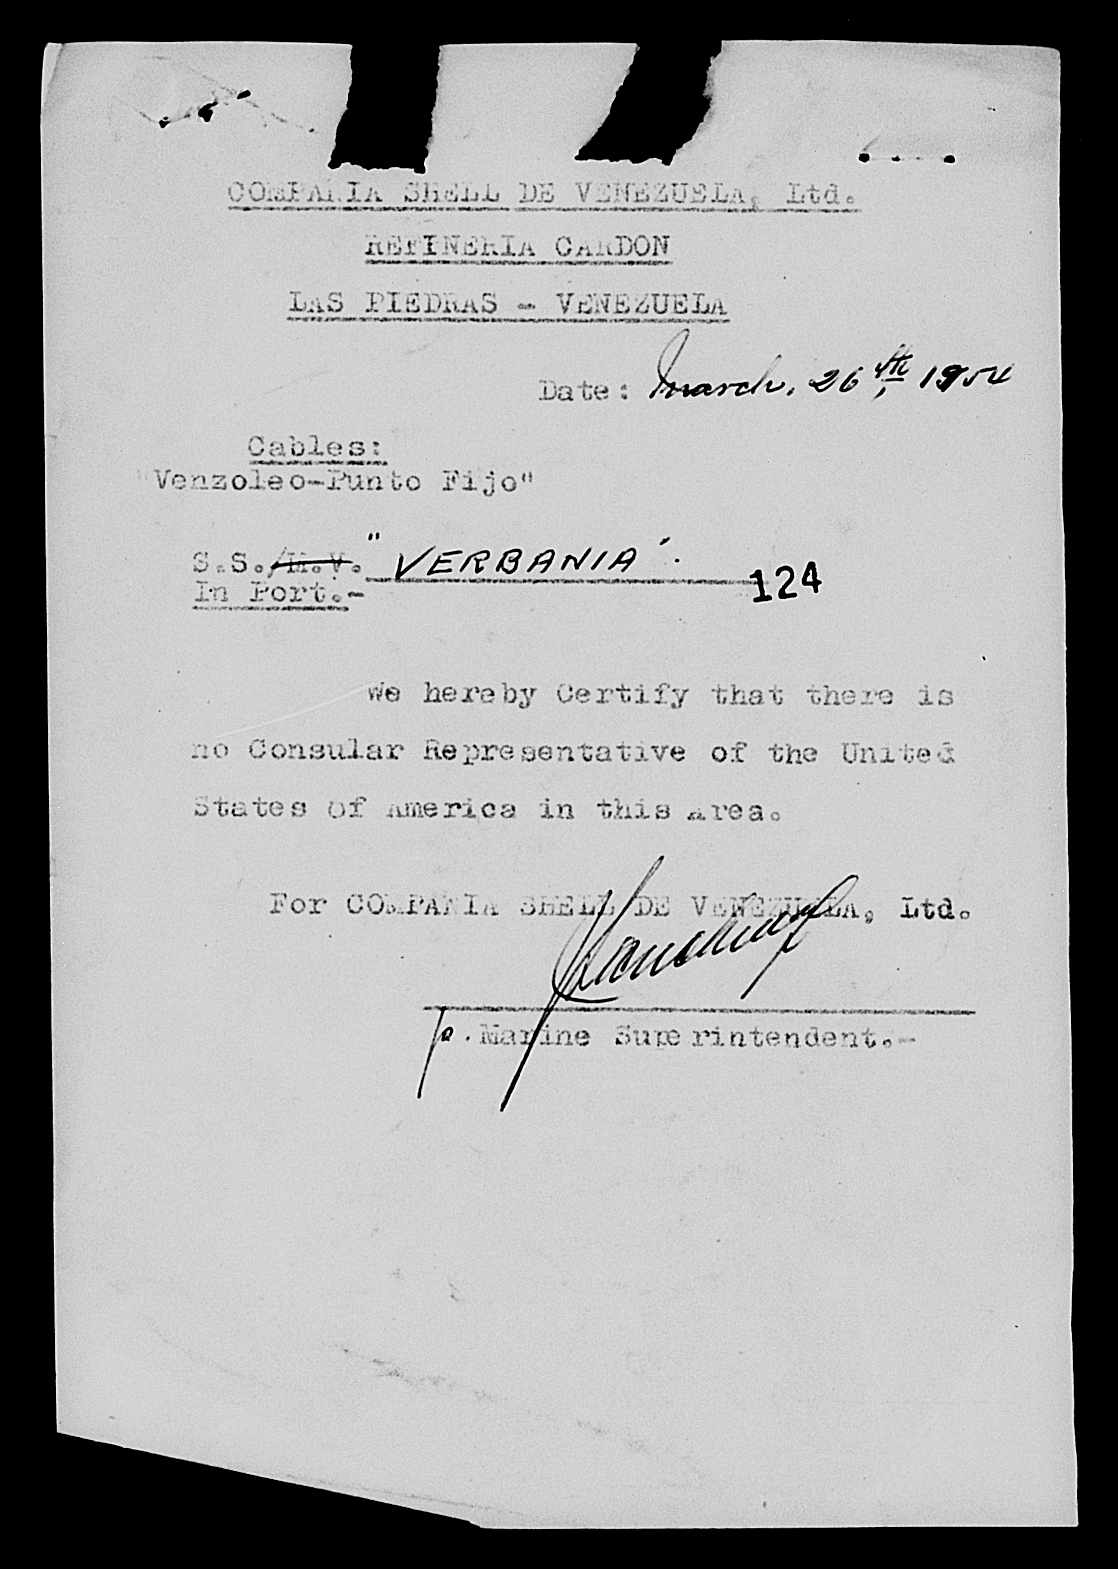 COMPANIA SHELL DE VENEZUELA, Ltd.
REFINERIA CARDON
LAS PIEDRAS - VENEZUELA
Date: March, 26th, 1954
Cables:
"Venzoleo-Punto Fijo"
S.S./M.V. "VERBANIA".
124
In Port.-
We hereby Certify that there is
no Consular Representative of the United
States of America in this Area.
For COMPANIA SHELL DE VENEZUELA, Ltd.
p. Marine Superintendent.-